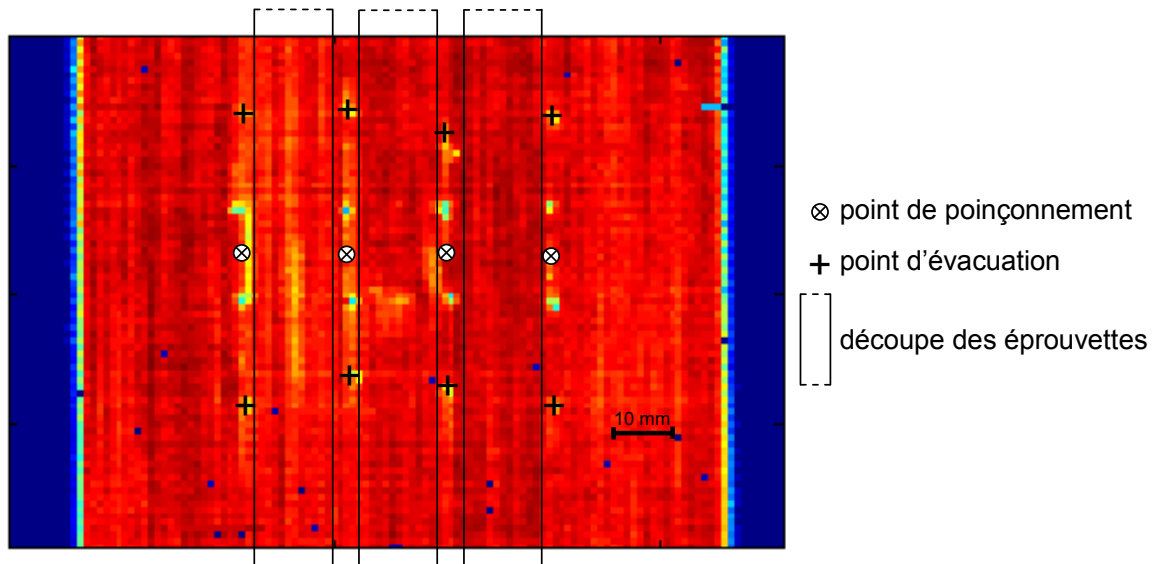 point de poinçonnement
point d'évacuation
découpe des éprouvettes
10 mm